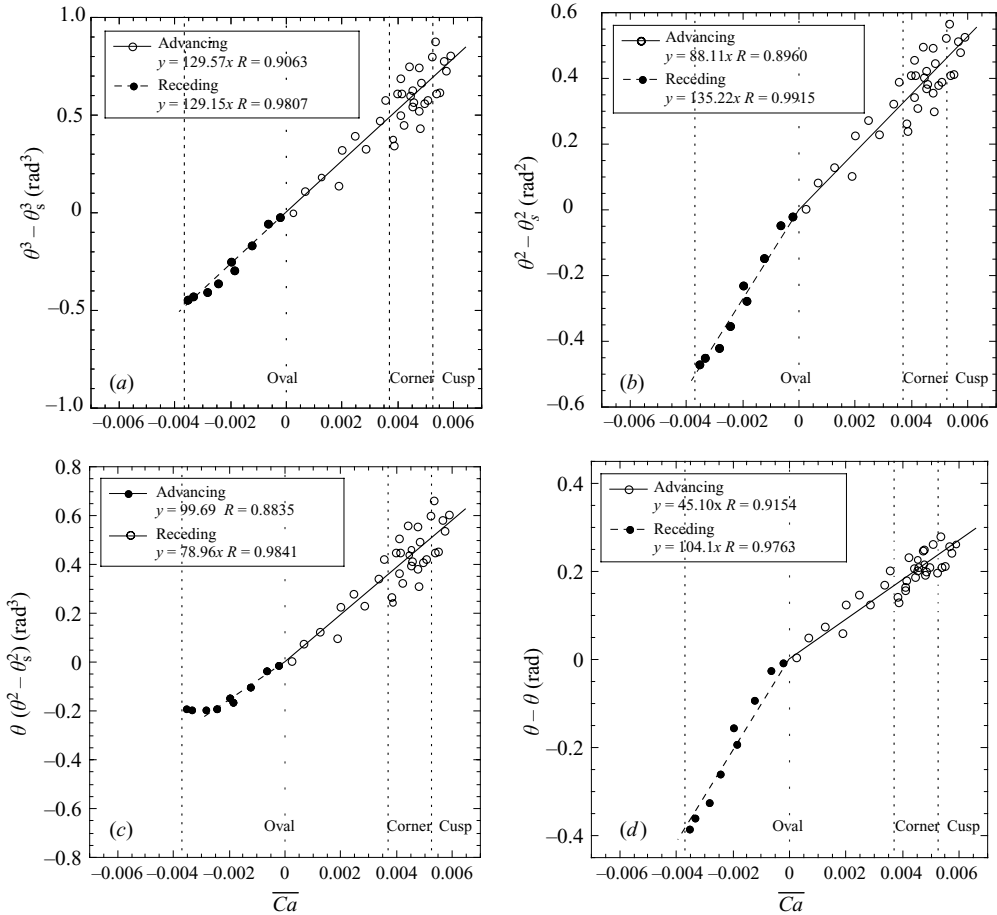 1.0
Advancing
y = 129.57x R = 0.9063
Receding
y = 129.15x R = 0.9807
0.5
0
−0.5
−1.0
θ³ − θₛ³ (rad³)
(a)
Oval
Corner
Cusp
−0.006 −0.004 −0.002 0 0.002 0.004 0.006
0.6
Advancing
y = 88.11x R = 0.8960
Receding
y = 135.22x R = 0.9915
0.4
0.2
0
−0.2
−0.4
−0.6
θ² − θₛ² (rad²)
(b)
Oval
Corner
Cusp
−0.006 −0.004 −0.002 0 0.002 0.004 0.006
0.8
Advancing
y = 99.69 R = 0.8835
Receding
y = 78.96x R = 0.9841
0.6
0.4
0.2
0
−0.2
−0.4
−0.6
−0.8
θ (θ² − θₛ²) (rad³)
(c)
Oval
Corner
Cusp
−0.006 −0.004 −0.002 0 0.002 0.004 0.006
Ca
0.4
Advancing
y = 45.10x R = 0.9154
Receding
y = 104.1x R = 0.9763
0.2
0
−0.2
−0.4
θ − θ (rad)
(d)
Oval
Corner
Cusp
−0.006 −0.004 −0.002 0 0.002 0.004 0.006
Ca